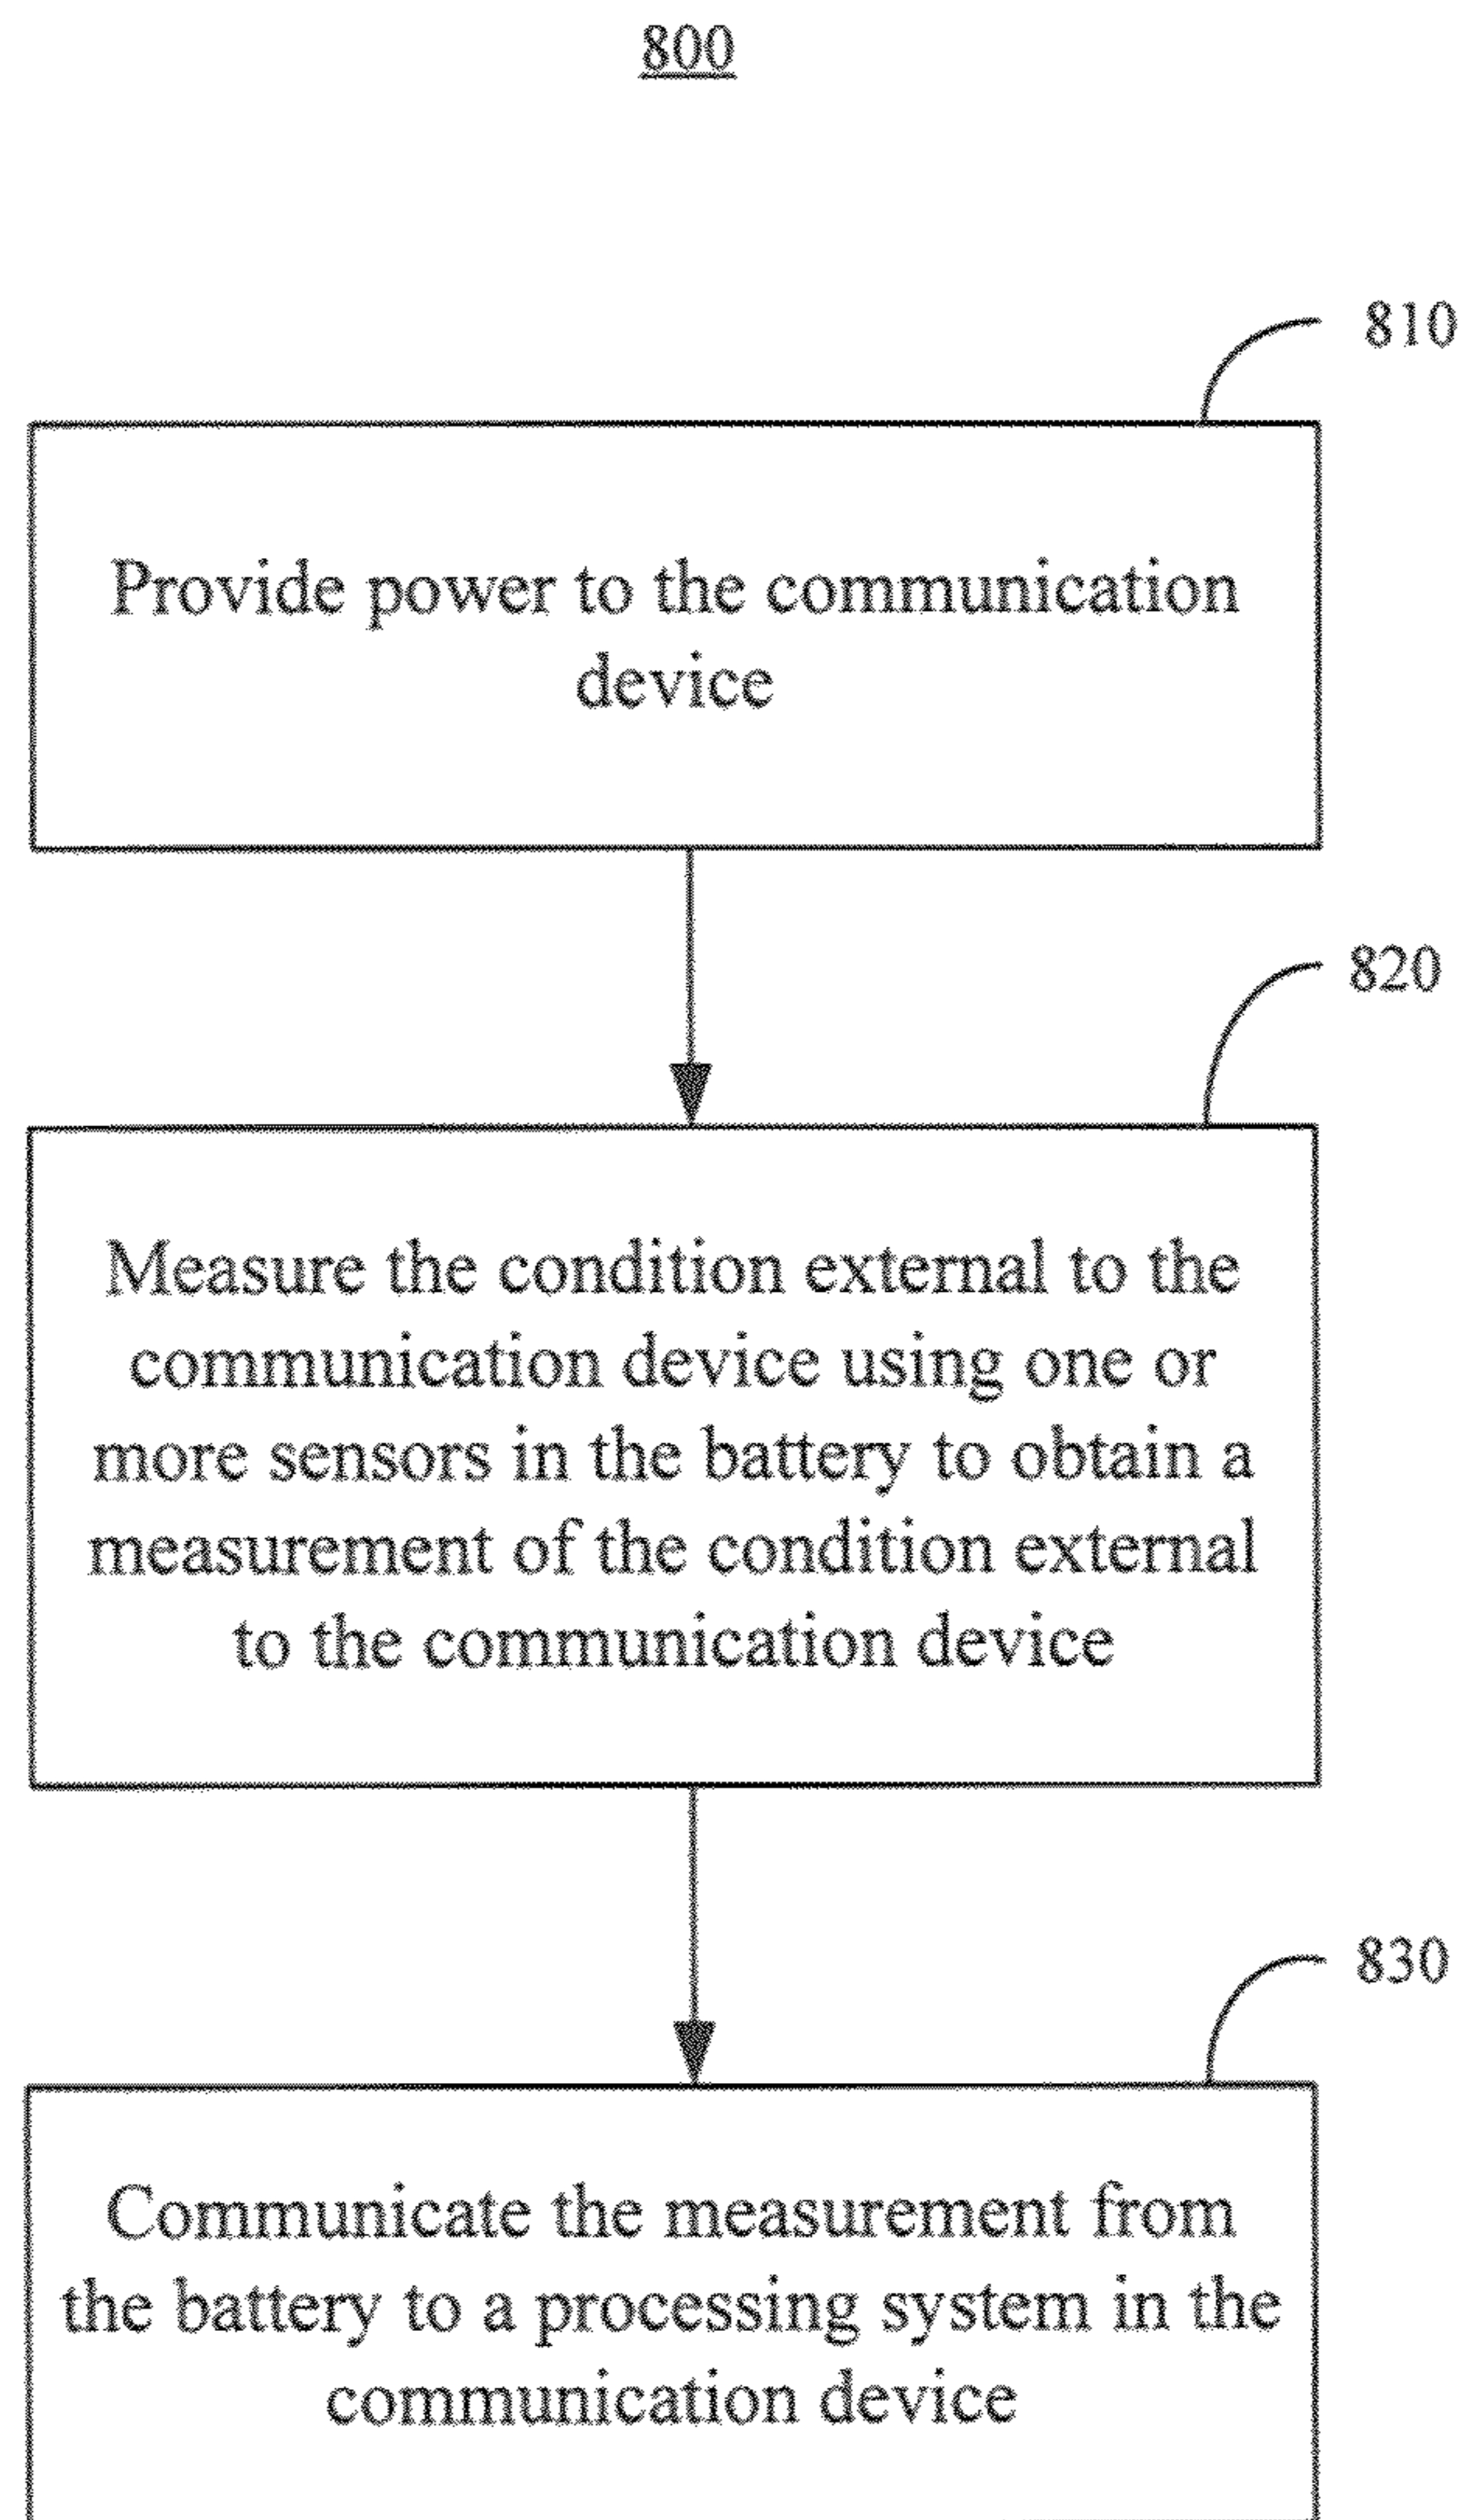 800
810
Provide power to the communication
device
820
Measure the condition external to the
communication device using one or
more sensors in the battery to obtain a
measurement of the condition external
to the communication device
830
Communicate the measurement from
the battery to a processing system in the
communication device